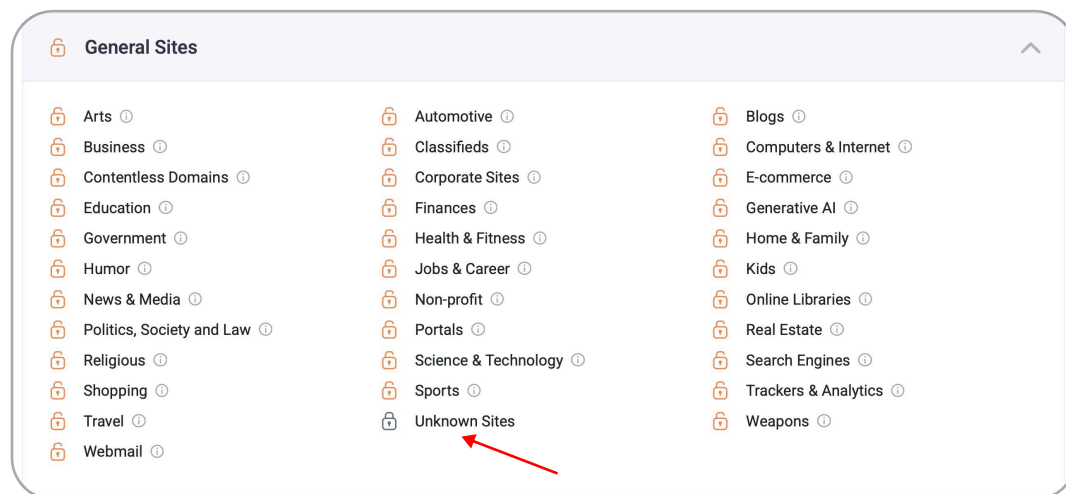 General Sites
Arts Automotive Blogs
Business Classifieds Computers & Internet
Contentless Domains Corporate Sites E-commerce
Education Finances Generative AI
Government Health & Fitness Home & Family
Humor Jobs & Career Kids
News & Media Non-profit Online Libraries
Politics, Society and Law Portals Real Estate
Religious Science & Technology Search Engines
Shopping Sports Trackers & Analytics
Travel Unknown Sites Weapons
Webmail